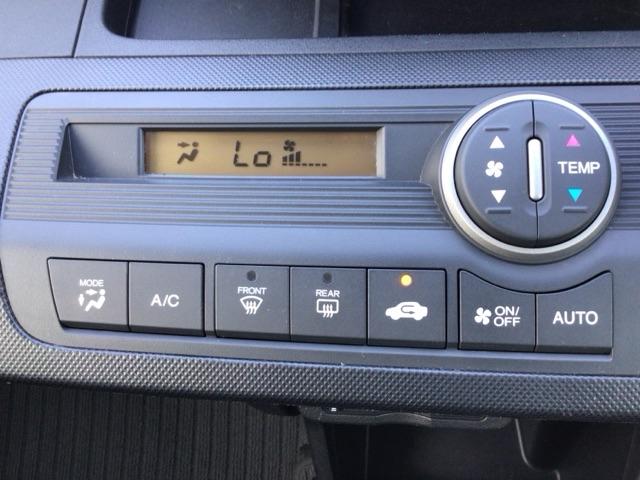 Lo
TEMP
MODE
A/C
FRONT
REAR
ON/
OFF
AUTO